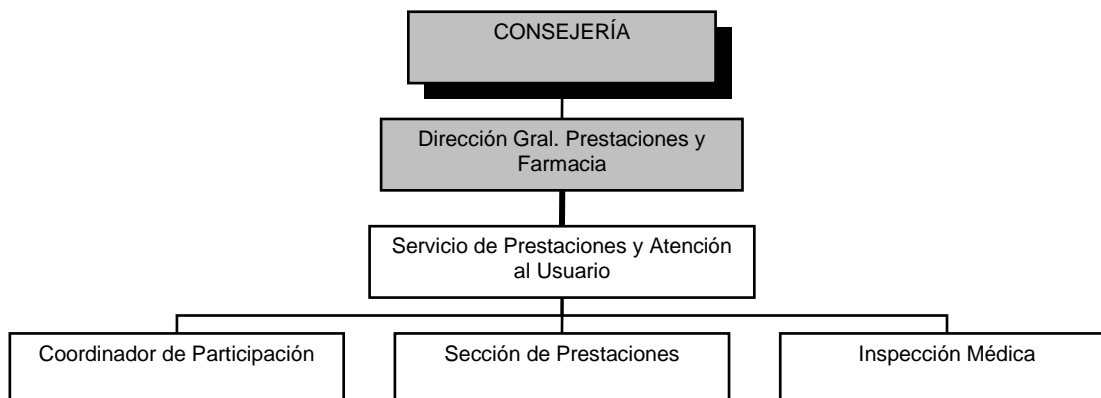 CONSEJERÍA
Dirección Gral. Prestaciones y
Farmacia
Servicio de Prestaciones y Atención
al Usuario
Coordinador de Participación
Sección de Prestaciones
Inspección Médica